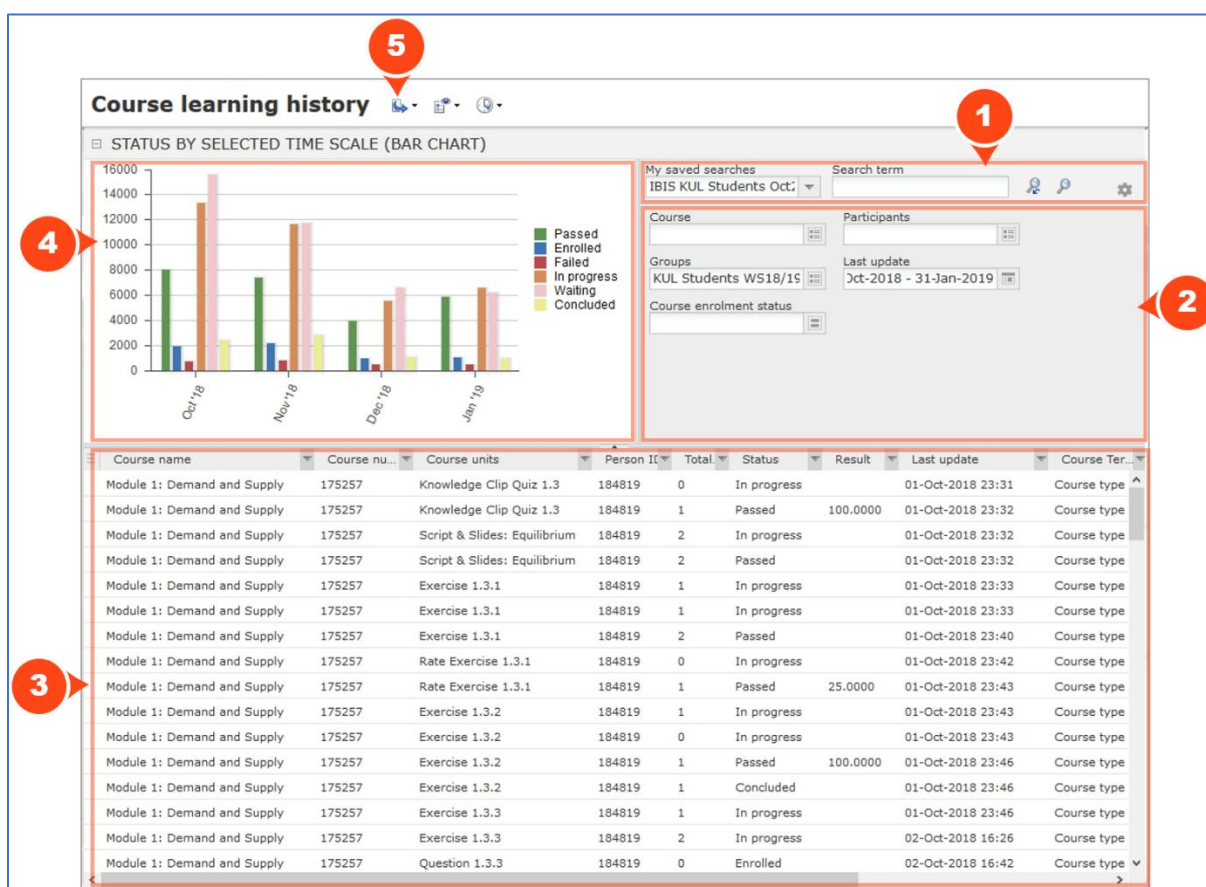 5
Course learning history
1
STATUS BY SELECTED TIME SCALE (BAR CHART)
16000
14000
12000
10000
8000
6000
4000
2000
0
Oct '18
Nov '18
Dec '18
Jan '19
Passed
Enrolled
Failed
In progress
Waiting
Concluded
4
My saved searches Search term
IBIS KUL Students Oct2
Course Participants
Groups Last update
KUL Students WS18/19 Oct-2018 - 31-Jan-2019
Course enrolment status
2
3
Course name Course nu... Course units Person ID Total. Status Result Last update Course Ter...
Module 1: Demand and Supply 175257 Knowledge Clip Quiz 1.3 184819 0 In progress 01-Oct-2018 23:31 Course type
Module 1: Demand and Supply 175257 Knowledge Clip Quiz 1.3 184819 1 Passed 100.0000 01-Oct-2018 23:32 Course type
Module 1: Demand and Supply 175257 Script & Slides: Equilibrium 184819 2 In progress 01-Oct-2018 23:32 Course type
Module 1: Demand and Supply 175257 Script & Slides: Equilibrium 184819 2 Passed 01-Oct-2018 23:32 Course type
Module 1: Demand and Supply 175257 Exercise 1.3.1 184819 1 In progress 01-Oct-2018 23:33 Course type
Module 1: Demand and Supply 175257 Exercise 1.3.1 184819 1 In progress 01-Oct-2018 23:33 Course type
Module 1: Demand and Supply 175257 Exercise 1.3.1 184819 2 Passed 01-Oct-2018 23:40 Course type
Module 1: Demand and Supply 175257 Rate Exercise 1.3.1 184819 0 In progress 01-Oct-2018 23:42 Course type
Module 1: Demand and Supply 175257 Rate Exercise 1.3.1 184819 1 Passed 25.0000 01-Oct-2018 23:43 Course type
Module 1: Demand and Supply 175257 Exercise 1.3.2 184819 1 In progress 01-Oct-2018 23:43 Course type
Module 1: Demand and Supply 175257 Exercise 1.3.2 184819 0 In progress 01-Oct-2018 23:43 Course type
Module 1: Demand and Supply 175257 Exercise 1.3.2 184819 1 Passed 100.0000 01-Oct-2018 23:46 Course type
Module 1: Demand and Supply 175257 Exercise 1.3.2 184819 1 Concluded 01-Oct-2018 23:46 Course type
Module 1: Demand and Supply 175257 Exercise 1.3.3 184819 1 In progress 01-Oct-2018 23:46 Course type
Module 1: Demand and Supply 175257 Exercise 1.3.3 184819 2 In progress 02-Oct-2018 16:26 Course type
Module 1: Demand and Supply 175257 Question 1.3.3 184819 0 Enrolled 02-Oct-2018 16:42 Course type